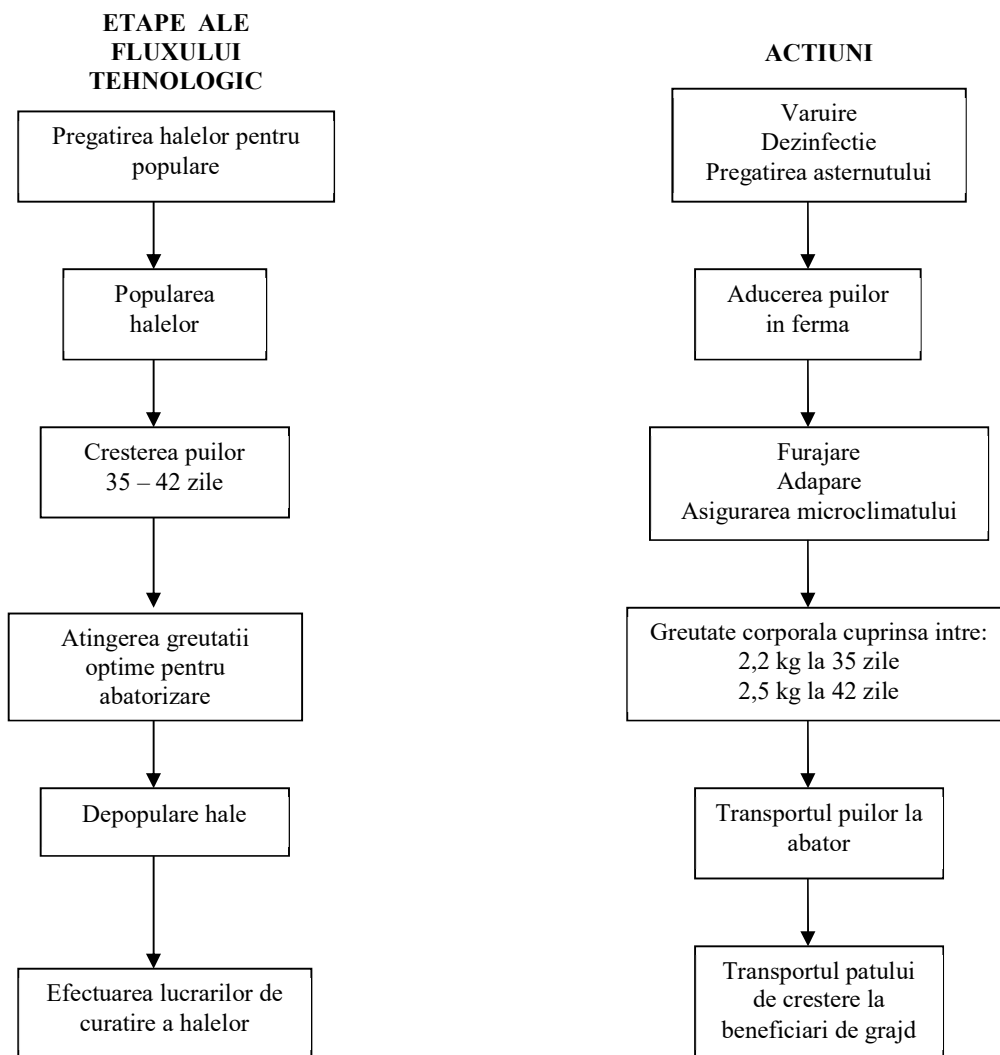 ETAPE ALE
FLUXULUI
TEHNOLOGIC
Pregatirea halelor pentru
populare
Popularea
halelor
Cresterea puilor
35 – 42 zile
Atingerea greutatii
optime pentru
abatorizare
Depopulare hale
Efectuarea lucrarilor de
curatire a halelor
ACTIUNI
Varuire
Dezinfectie
Pregatirea asternutului
Aducerea puilor
in ferma
Furajare
Adapare
Asigurarea microclimatului
Greutate corporala cuprinsa intre:
2,2 kg la 35 zile
2,5 kg la 42 zile
Transportul puilor la
abator
Transportul patului
de crestere la
beneficiari de grajd